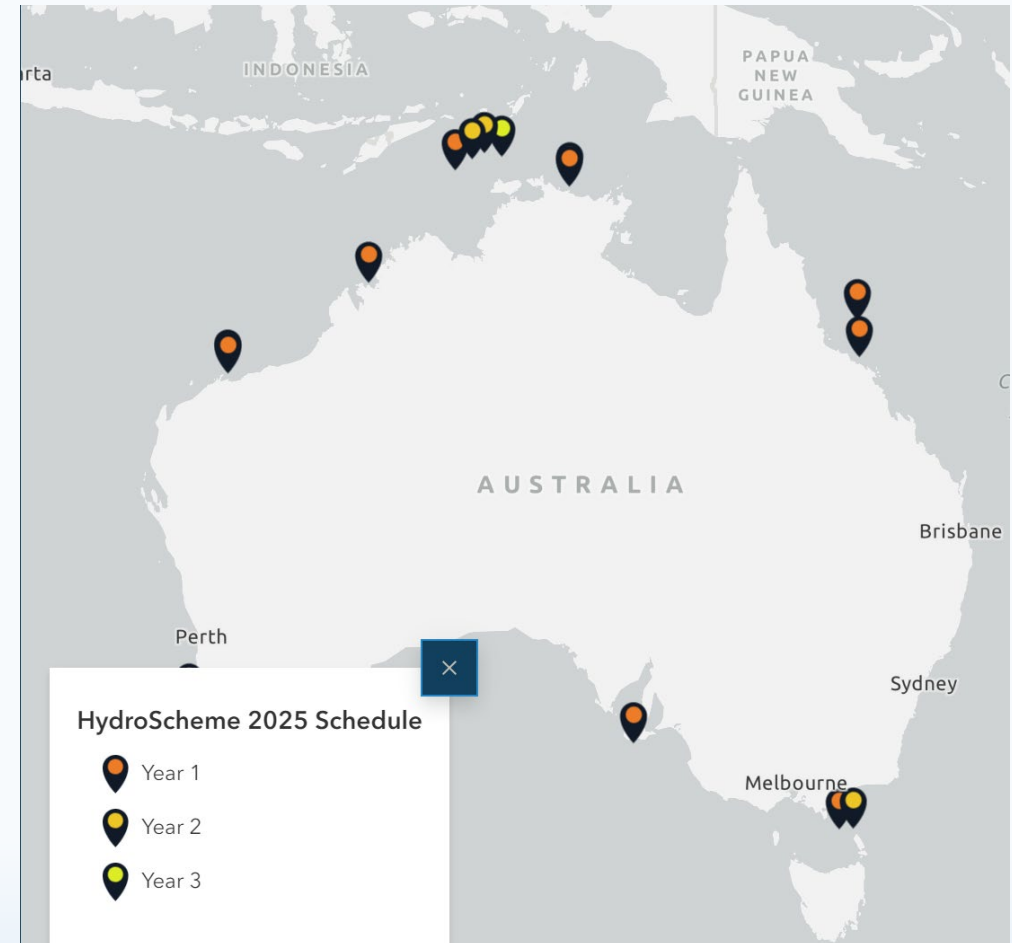 rta
INDONESIA
PAPUA
NEW
GUINEA
AUSTRALIA
Brisbane
Perth
Sydney
Melbourne
HydroScheme 2025 Schedule
Year 1
Year 2
Year 3
C